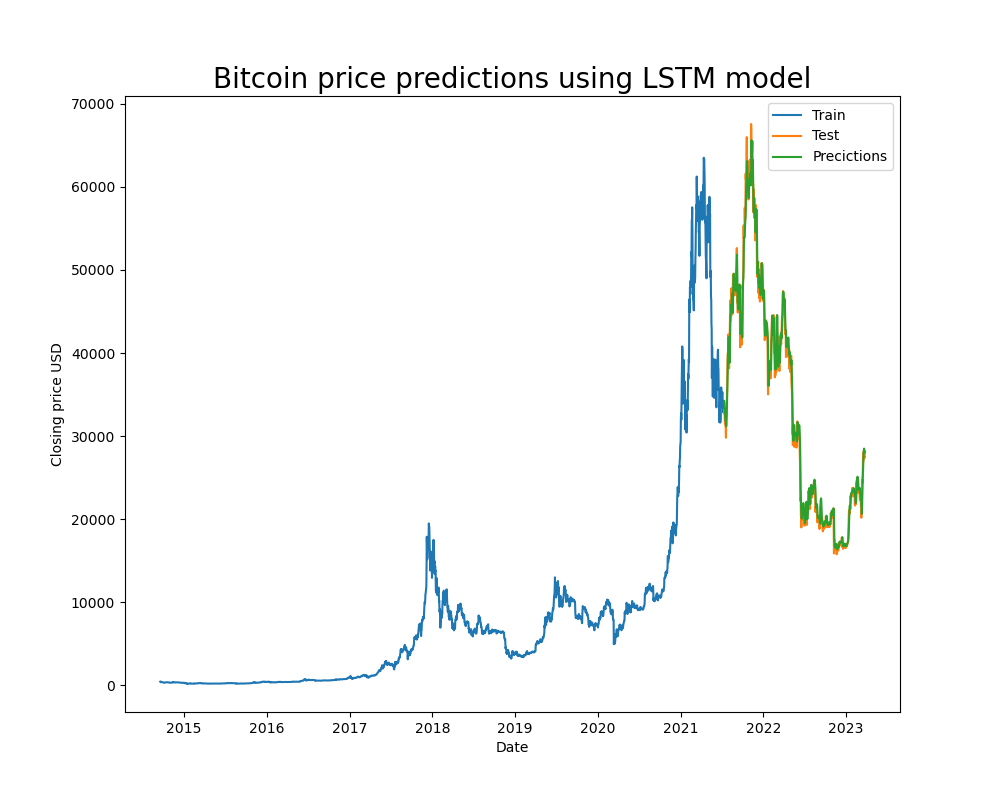 Bitcoin price predictions using LSTM model
70000
60000
50000
40000
30000
20000
10000
0
Closing price USD
Train
Test
Precictions
2015 2016 2017 2018 2019 2020 2021 2022 2023
Date